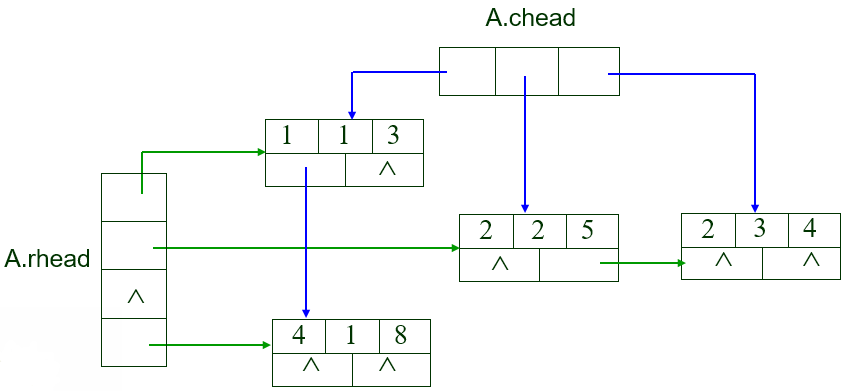 A.chead
1 1 3
∧
2 2 5
∧
2 3 4
∧ ∧
A.rhead
∧
4 1 8
∧ ∧